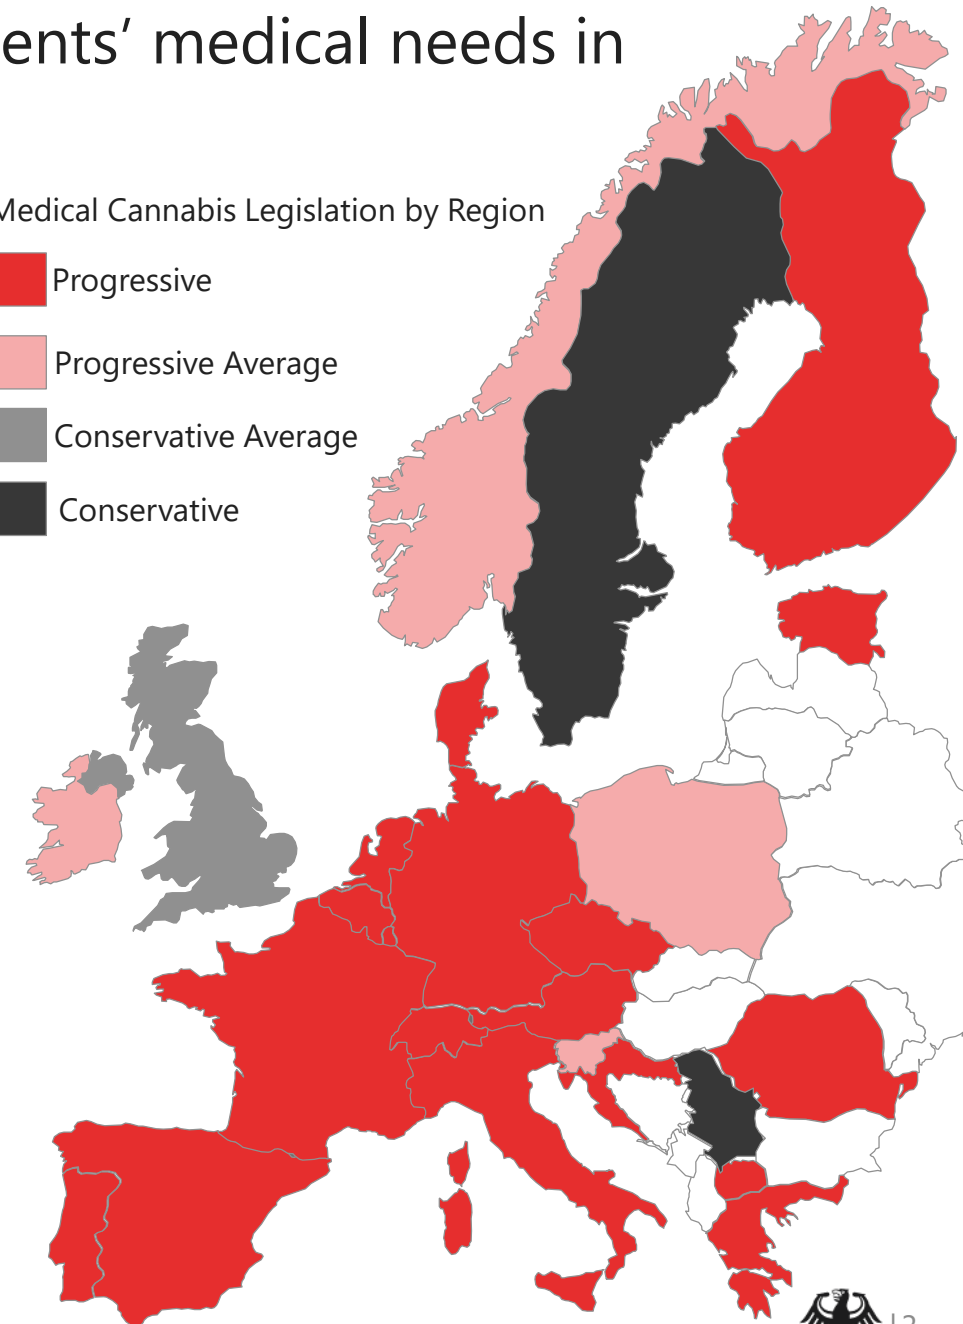 ents’ medical needs in
Medical Cannabis Legislation by Region
Progressive
Progressive Average
Conservative Average
Conservative